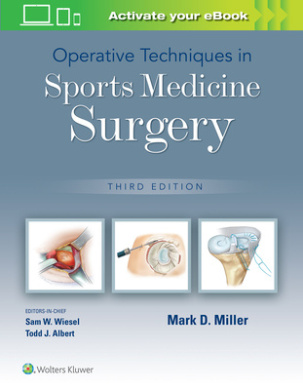 Activate your eBook
Operative Techniques in
Sports Medicine
Surgery
THIRD EDITION
EDITORS-IN-CHIEF
Sam W. Wiesel
Todd J. Albert
Mark D. Miller
Wolters Kluwer